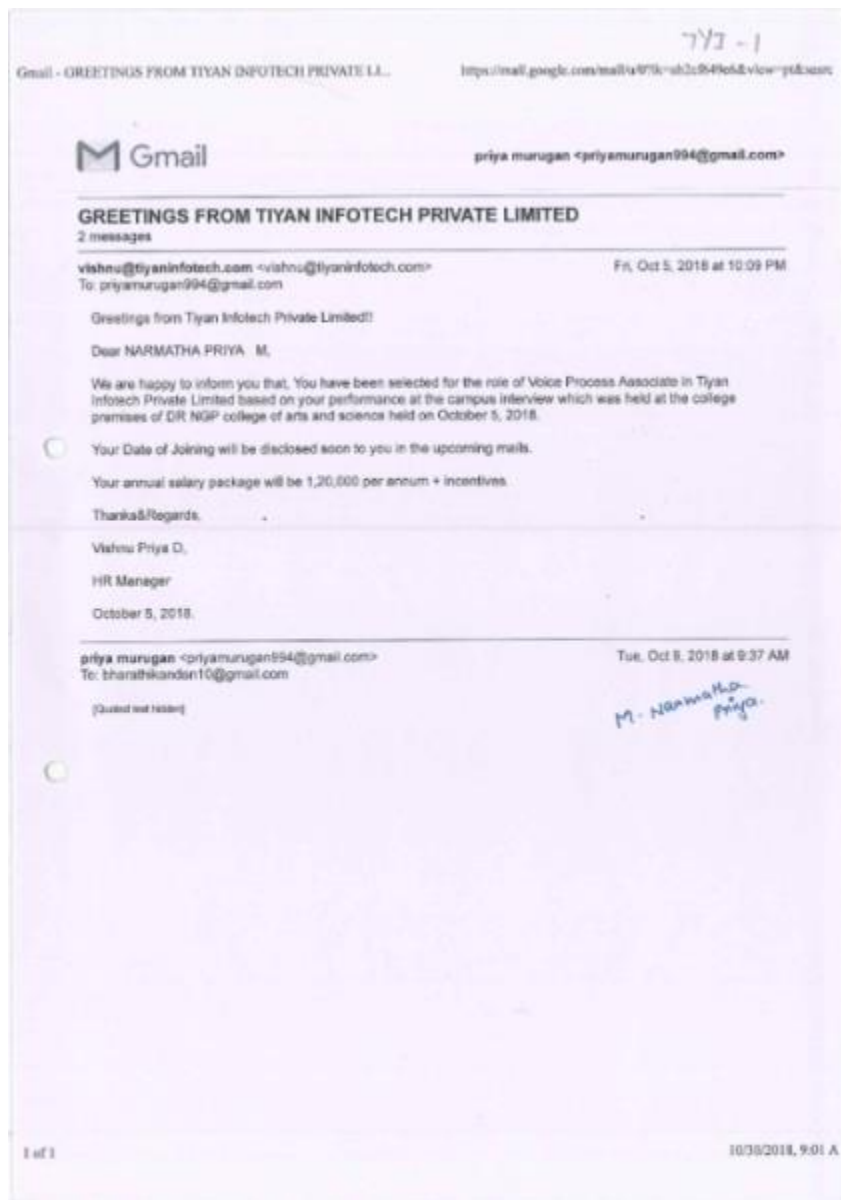 Gmail - GREETINGS FROM TIYAN INFOTECH PRIVATE LI...
Gmail
priya murugan <priyamurugan994@gmail.com>
GREETINGS FROM TIYAN INFOTECH PRIVATE LIMITED
2 messages
vishnu@tiyaninfotech.com <vishnu@tiyaninfotech.com>
Fri, Oct 5, 2018 at 10:09 PM
To: priyamurugan994@gmail.com
Greetings from Tiyan Infotech Private Limited!!
Dear NARMATHA PRIYA M,
We are happy to inform you that, You have been selected for the role of Voice Process Associate in Tiyan
Infotech Private Limited based on your performance at the campus interview which was held at the college
premises of DR NGP college of arts and science held on October 5, 2018.
Your Date of Joining will be disclosed soon to you in the upcoming mails.
Your annual salary package will be 1,20,000 per annum + incentives.
Thanks&Regards,
Vishnu Priya D,
HR Manager
October 5, 2018.
priya murugan <priyamurugan994@gmail.com>
Tue, Oct 9, 2018 at 9:37 AM
To: bharathikandan10@gmail.com
[Quoted text hidden]
M. Narmatha
Priya.
1 of 1
10/30/2018, 9:01 A